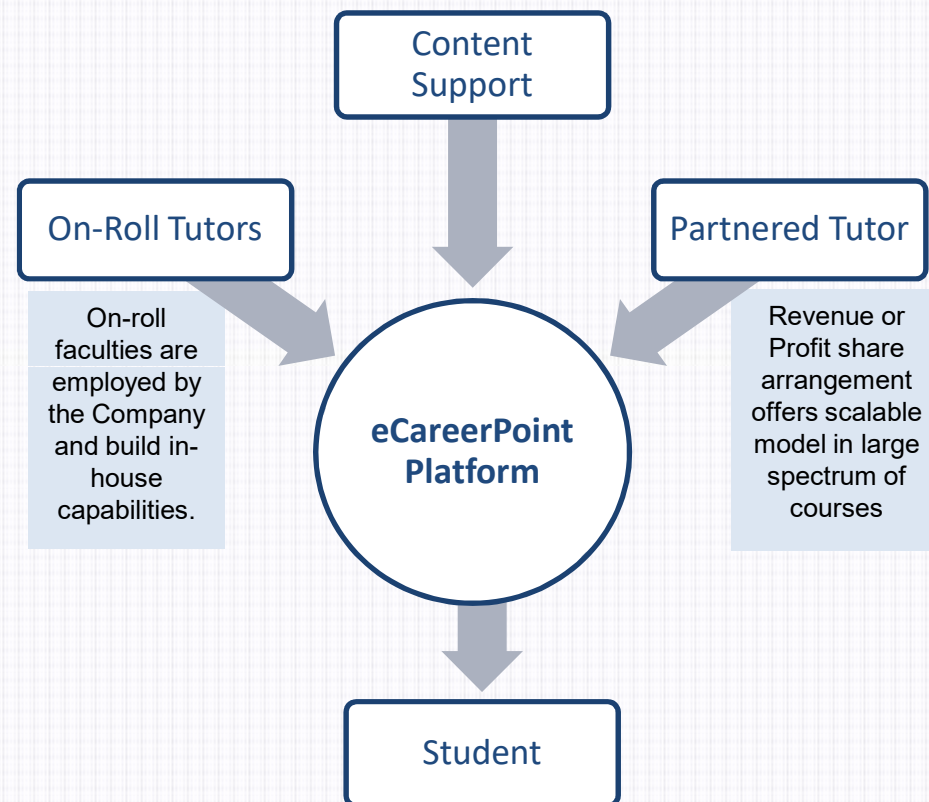 Content
Support
On-Roll Tutors
Partnered Tutor
On-roll
faculties are
employed by
the Company
and build in-
house
capabilities.
Revenue or
Profit share
arrangement
offers scalable
model in large
spectrum of
courses
eCareerPoint
Platform
Student